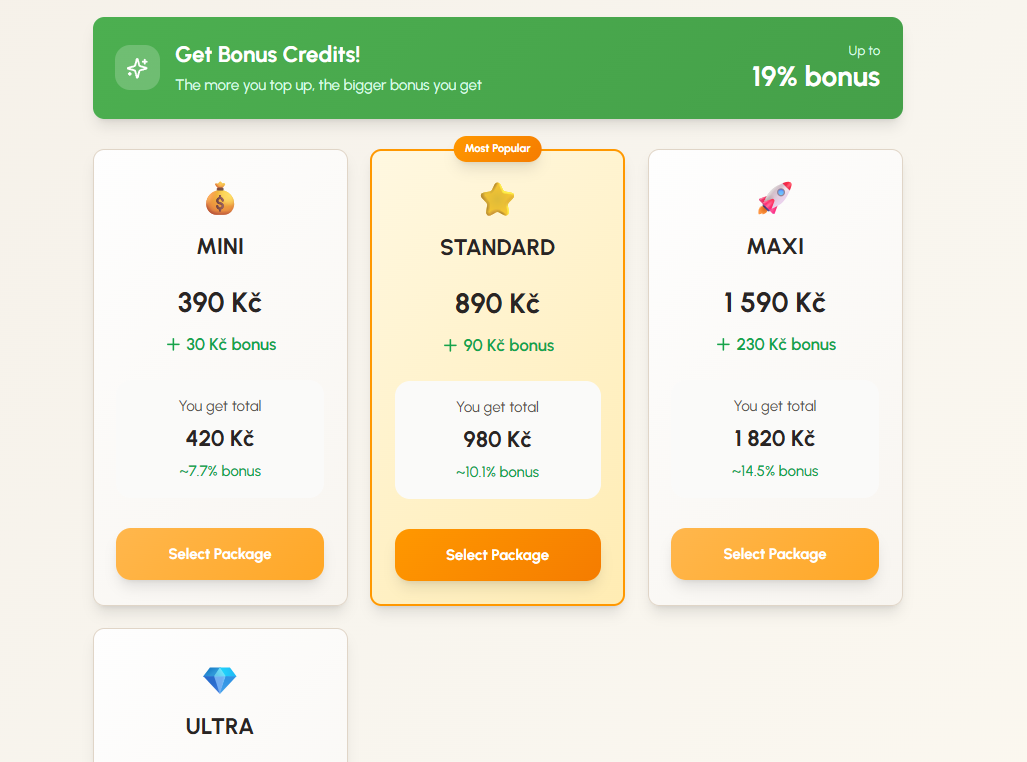 Get Bonus Credits!
The more you top up, the bigger bonus you get
Up to
19% bonus
MINI
390 Kč
+ 30 Kč bonus
You get total
420 Kč
~7.7% bonus
Select Package
Most Popular
STANDARD
890 Kč
+ 90 Kč bonus
You get total
980 Kč
~10.1% bonus
Select Package
MAXI
1 590 Kč
+ 230 Kč bonus
You get total
1 820 Kč
~14.5% bonus
Select Package
ULTRA